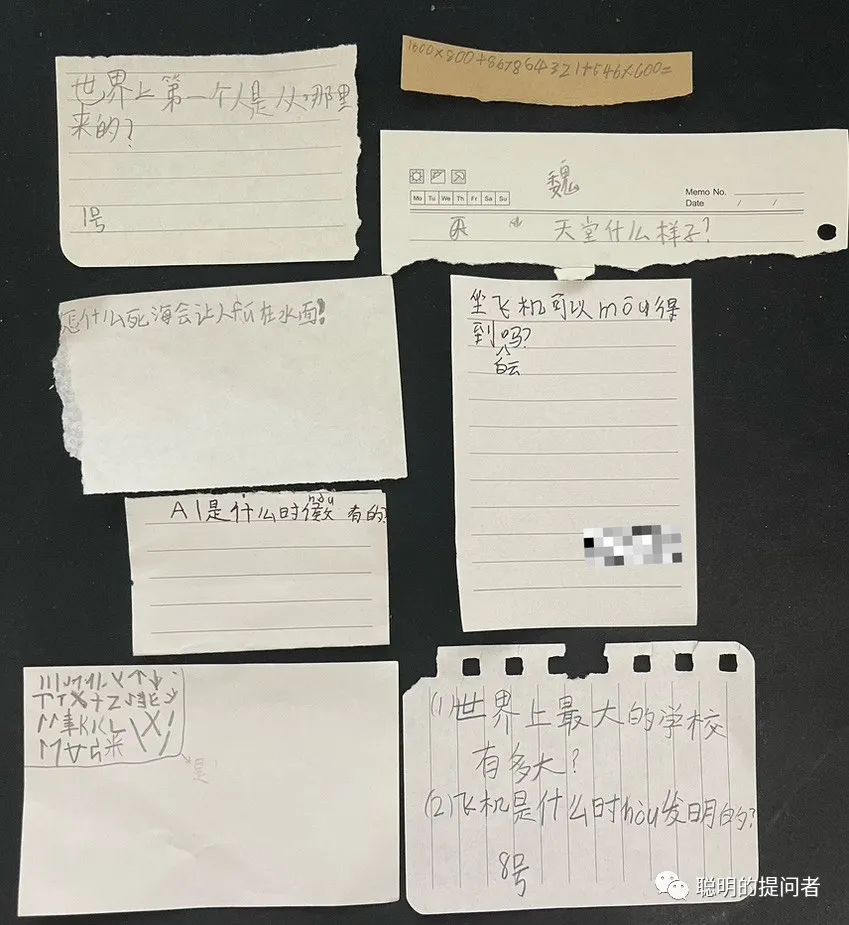 世界上第一个人是从哪里
来的?
1号
1600×800+867864321+546×600=
魏
Memo No.
Date / /
Mo Tu We Th Fr Sa Su
天堂什么样子?
怎什么死海会让人在水面!
坐飞机可以mōu得
到吗?
白云
hòu
AI是什么时 有的?
(1)世界上最大的学校
有多大?
(2)飞机是什么时hòu发明的?
8号
是
聪明的提问者